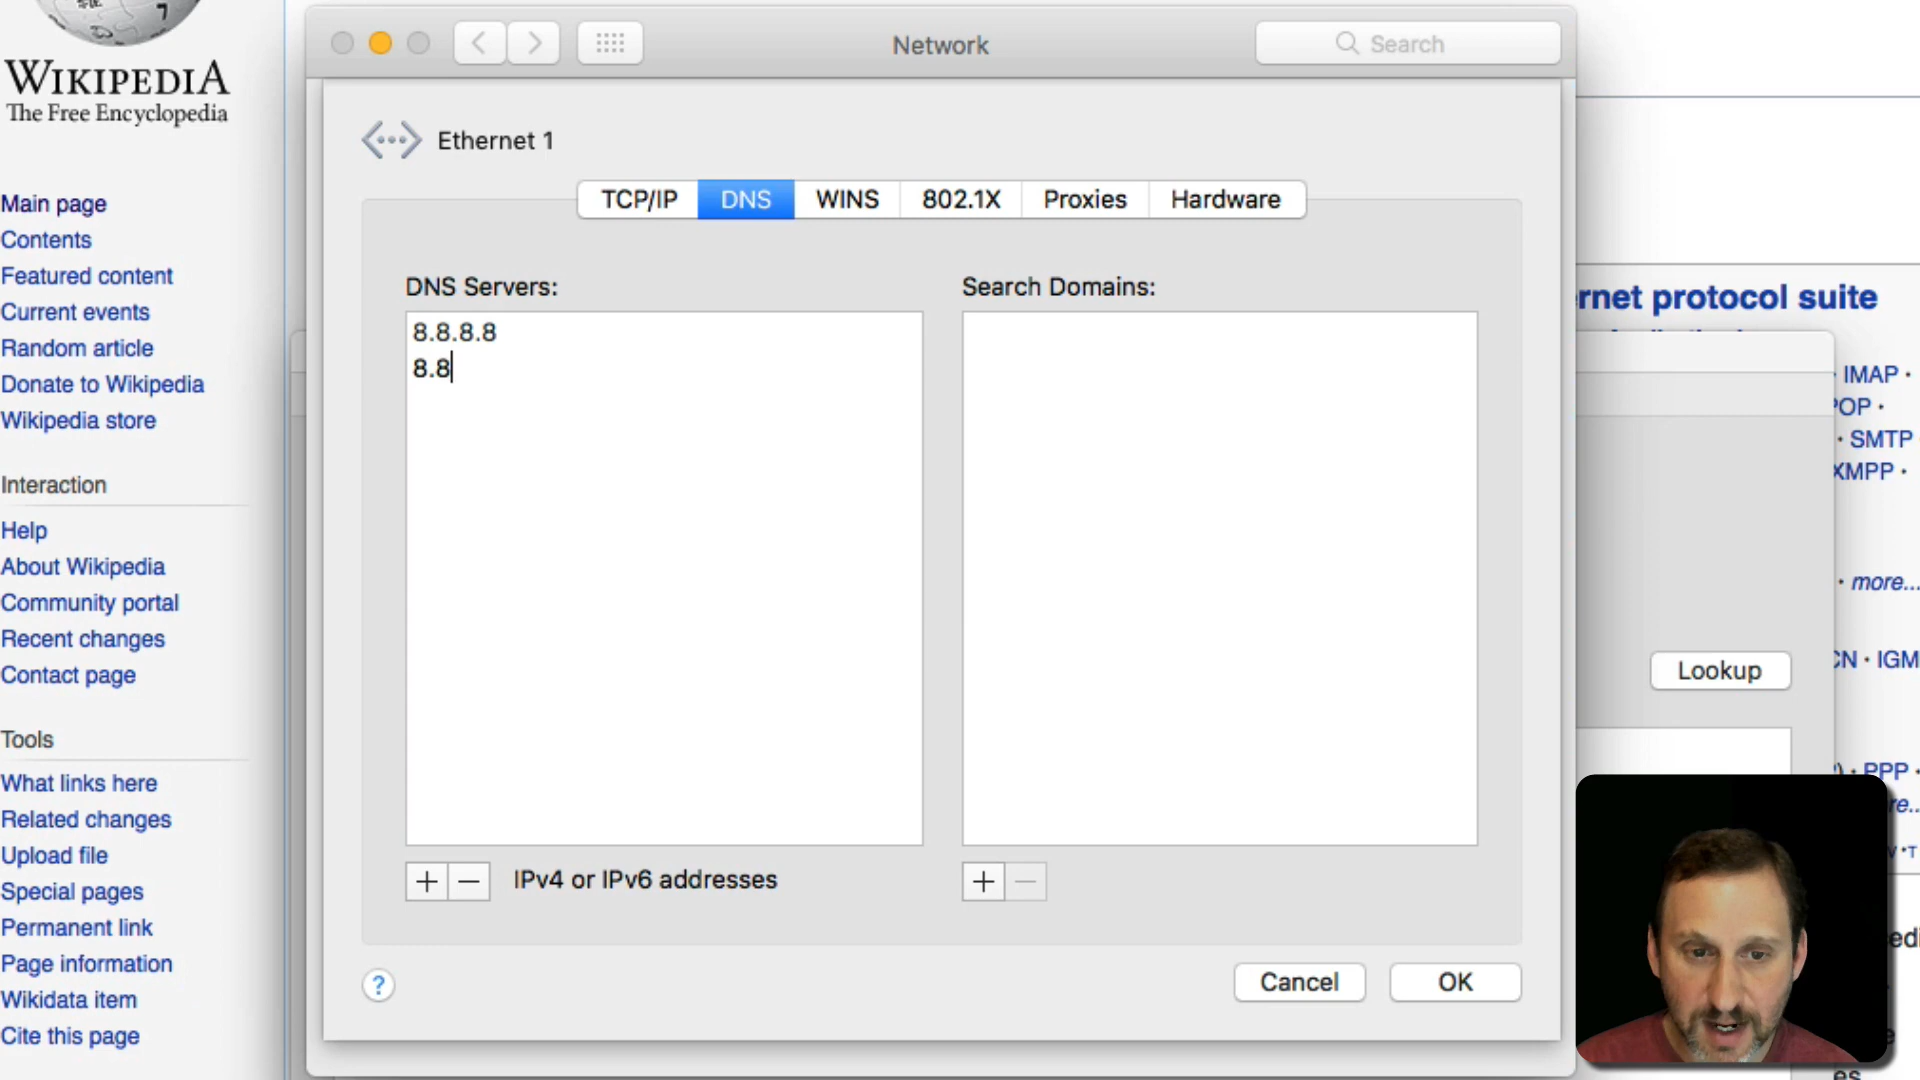 WIKIPEDIA
The Free Encyclopedia
Main page
Contents
Featured content
Current events
Random article
Donate to Wikipedia
Wikipedia store
Interaction
Help
About Wikipedia
Community portal
Recent changes
Contact page
Tools
What links here
Related changes
Upload file
Special pages
Permanent link
Page information
Wikidata item
Cite this page
Network
Search
Ethernet 1
TCP/IP
DNS
WINS
802.1X
Proxies
Hardware
DNS Servers:
8.8.8.8
8.8
Search Domains:
+
−
IPv4 or IPv6 addresses
+
−
?
Cancel
OK
rnet protocol suite
· IMAP ·
POP ·
· SMTP
XMPP ·
· more...
Lookup
CN · IGM
) · PPP ·
re...